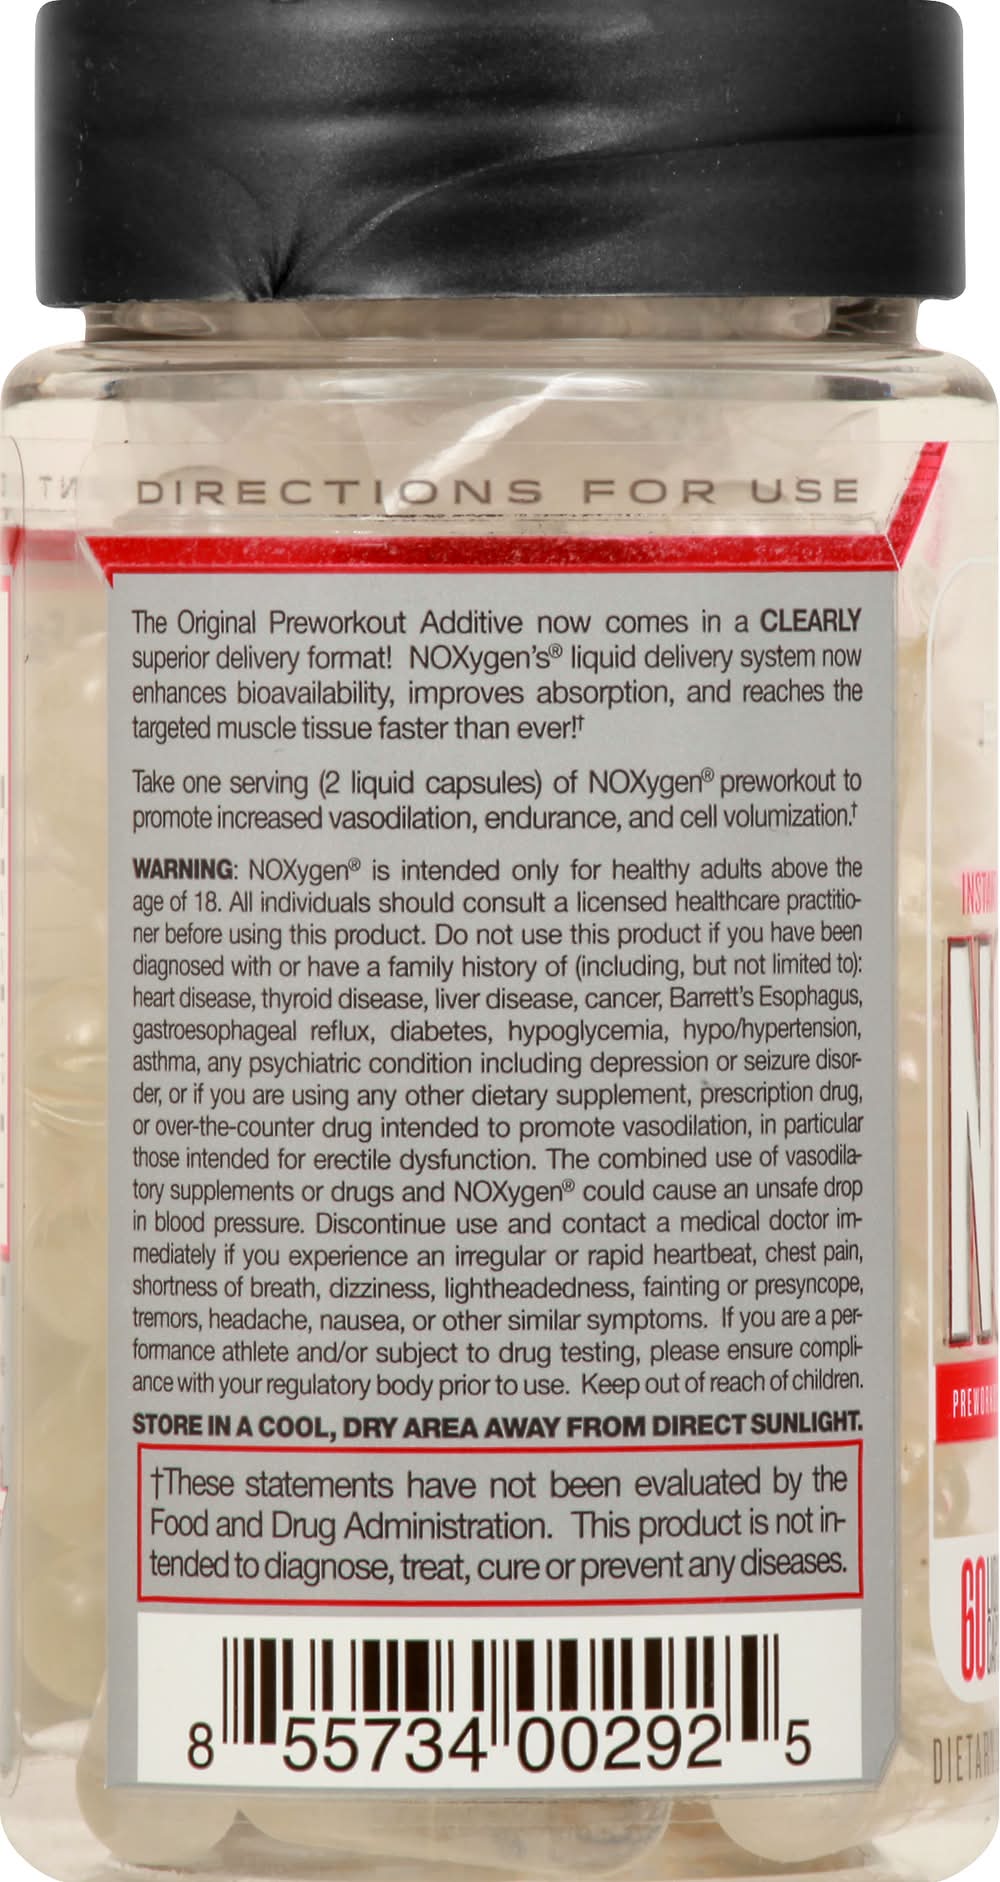 DIRECTIONS FOR USE
The Original Preworkout Additive now comes in a CLEARLY
superior delivery format! NOXygen's® liquid delivery system now
enhances bioavailability, improves absorption, and reaches the
targeted muscle tissue faster than ever!†
Take one serving (2 liquid capsules) of NOXygen® preworkout to
promote increased vasodilation, endurance, and cell volumization.†
WARNING: NOXygen® is intended only for healthy adults above the
age of 18. All individuals should consult a licensed healthcare practitio-
ner before using this product. Do not use this product if you have been
diagnosed with or have a family history of (including, but not limited to):
heart disease, thyroid disease, liver disease, cancer, Barrett's Esophagus,
gastroesophageal reflux, diabetes, hypoglycemia, hypo/hypertension,
asthma, any psychiatric condition including depression or seizure disor-
der, or if you are using any other dietary supplement, prescription drug,
or over-the-counter drug intended to promote vasodilation, in particular
those intended for erectile dysfunction. The combined use of vasodila-
tory supplements or drugs and NOXygen® could cause an unsafe drop
in blood pressure. Discontinue use and contact a medical doctor im-
mediately if you experience an irregular or rapid heartbeat, chest pain,
shortness of breath, dizziness, lightheadedness, fainting or presyncope,
tremors, headache, nausea, or other similar symptoms. If you are a per-
formance athlete and/or subject to drug testing, please ensure compli-
ance with your regulatory body prior to use. Keep out of reach of children.
STORE IN A COOL, DRY AREA AWAY FROM DIRECT SUNLIGHT.
†These statements have not been evaluated by the
Food and Drug Administration. This product is not in-
tended to diagnose, treat, cure or prevent any diseases.
8 55734 00292 5
60